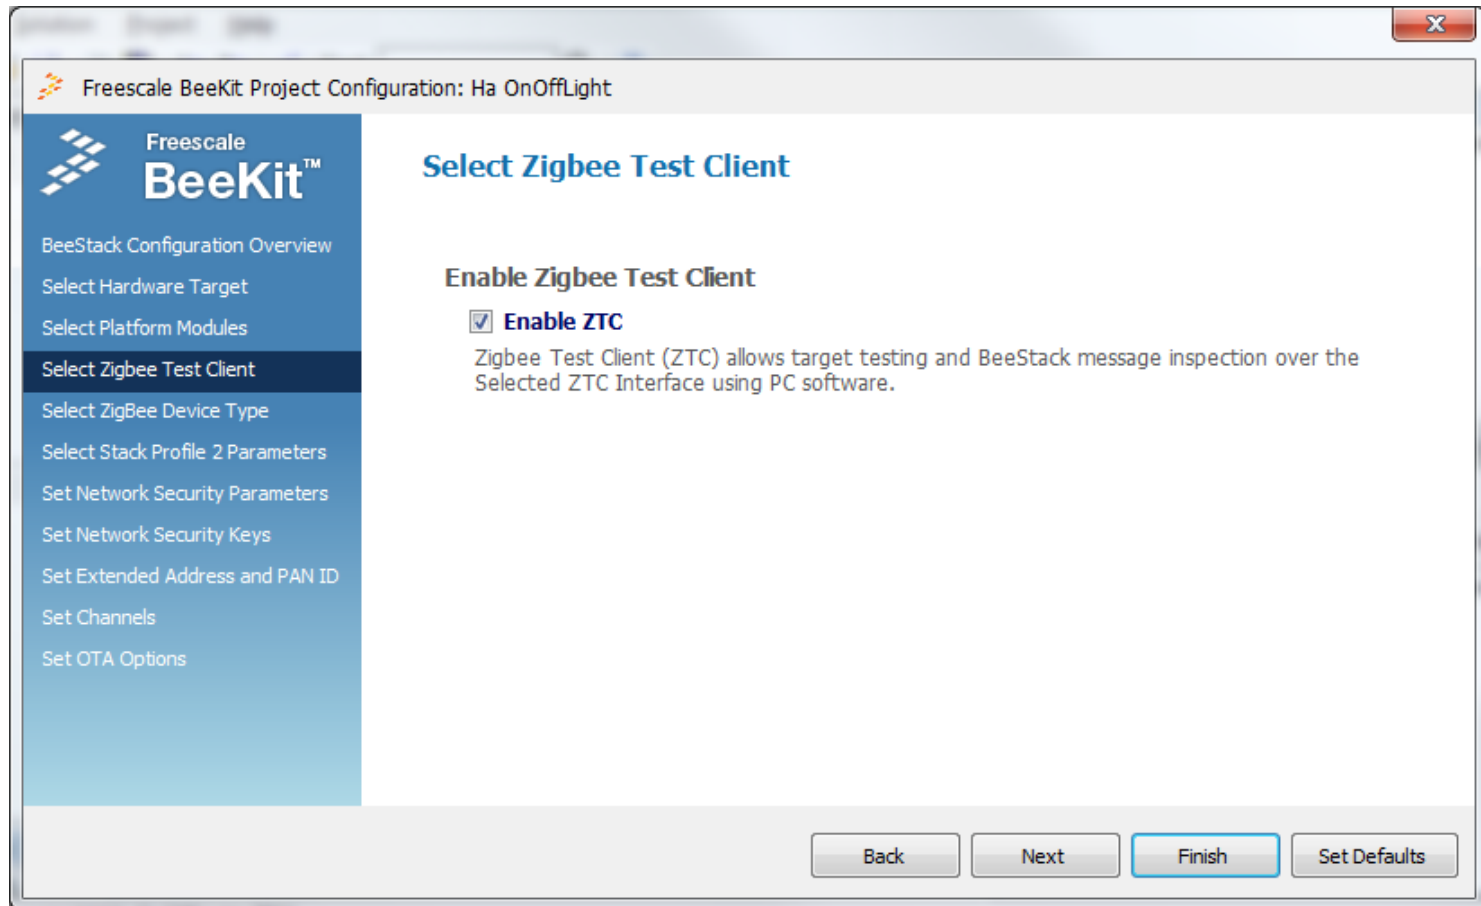 Freescale BeeKit Project Configuration: Ha OnOffLight
Freescale
BeeKit™
BeeStack Configuration Overview
Select Hardware Target
Select Platform Modules
Select Zigbee Test Client
Select ZigBee Device Type
Select Stack Profile 2 Parameters
Set Network Security Parameters
Set Network Security Keys
Set Extended Address and PAN ID
Set Channels
Set OTA Options
Select Zigbee Test Client
Enable Zigbee Test Client
Enable ZTC
Zigbee Test Client (ZTC) allows target testing and BeeStack message inspection over the
Selected ZTC Interface using PC software.
Back
Next
Finish
Set Defaults